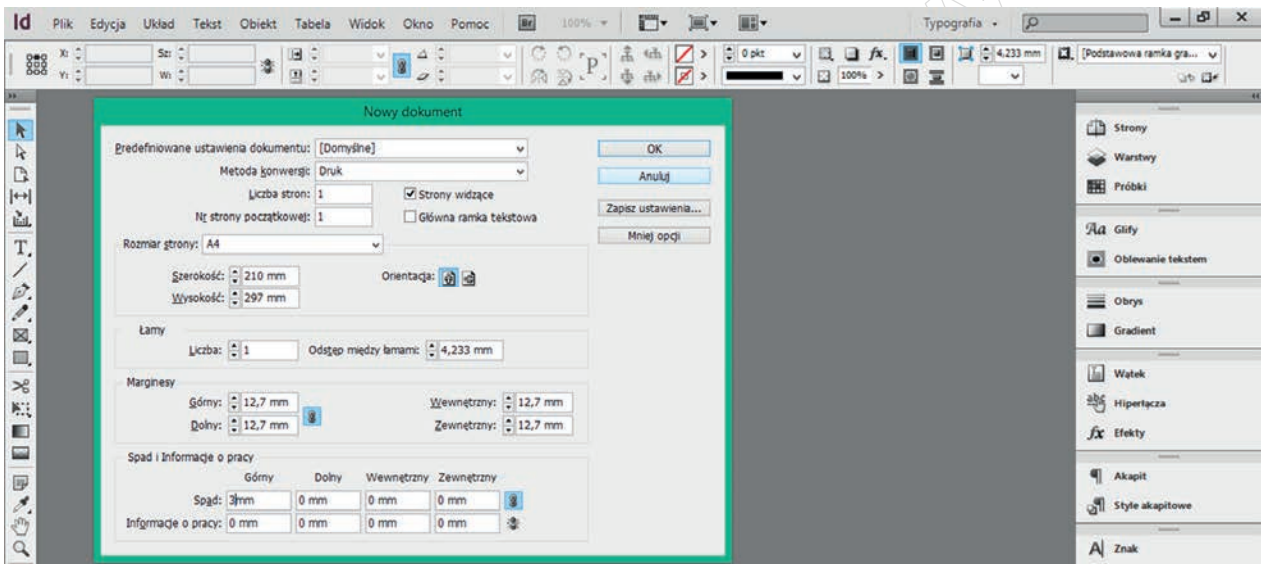 Id Plik Edycja Układ Tekst Obiekt Tabela Widok Okno Pomoc Br 100% Typografia
X: Sz: 0 pkt fx. 4,233 mm [Podstawowa ramka gra...
Y: W: P 100%
Nowy dokument
Predefiniowane ustawienia dokumentu: [Domyślne] OK
Metoda konwersji: Druk Anuluj
Liczba stron: 1 Strony widzące
Nr strony początkowej: 1 Główna ramka tekstowa Zapisz ustawienia...
Rozmiar strony: A4 Mniej opcji
Szerokość: 210 mm Orientacja:
Wysokość: 297 mm
Łamy
Liczba: 1 Odstęp między łamami: 4,233 mm
Marginesy
Górny: 12,7 mm Wewnętrzny: 12,7 mm
Dolny: 12,7 mm Zewnętrzny: 12,7 mm
Spad i Informacje o pracy
Górny Dolny Wewnętrzny Zewnętrzny
Spad: 3mm 0 mm 0 mm 0 mm
Informacje o pracy: 0 mm 0 mm 0 mm 0 mm
Strony
Warstwy
Próbki
Glify
Oblewanie tekstem
Obrys
Gradient
Wątek
Hiperłącza
fx Efekty
Akapit
Style akapitowe
A Znak